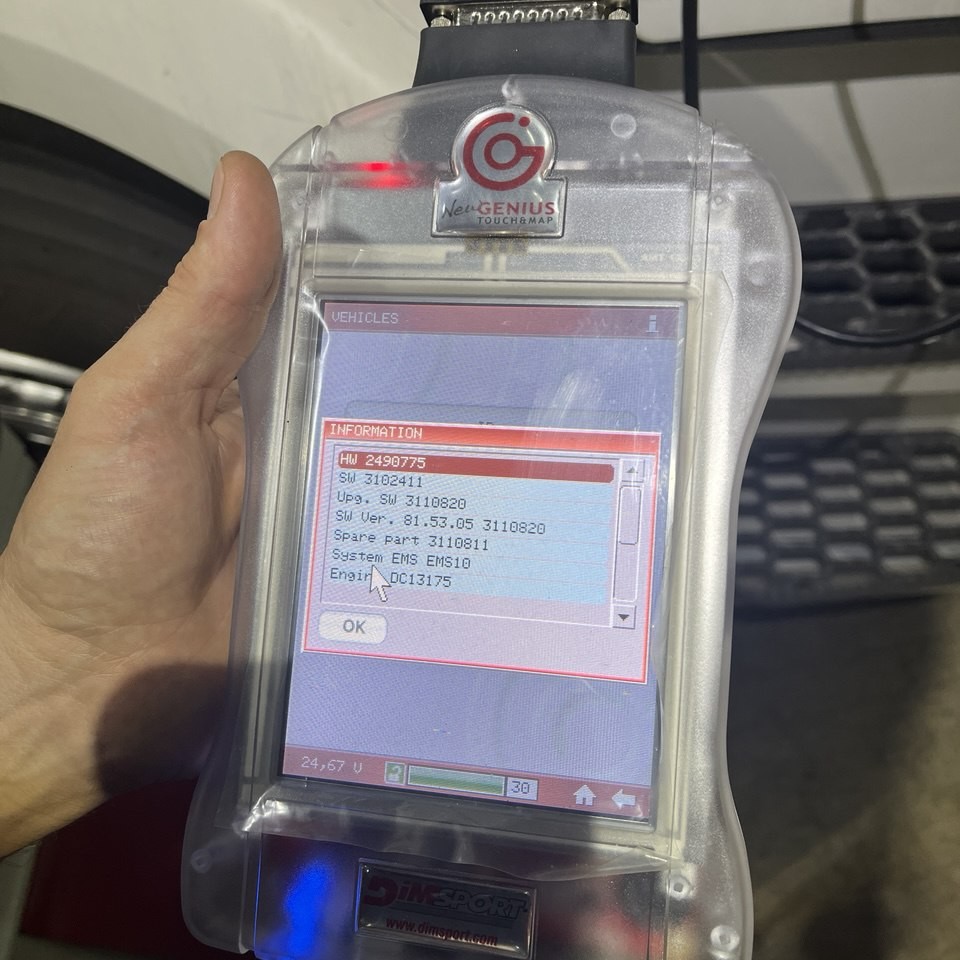 New GENIUS
TOUCH&MAP
VEHICLES
INFORMATION
HW 2490775
SW 3102411
Upg. SW 3110820
SW Ver. 81.53.05 3110820
Spare part 3110811
System EMS EMS10
DC13175
OK
24,67 V
30
DIMSPORT
www.dimsport.com